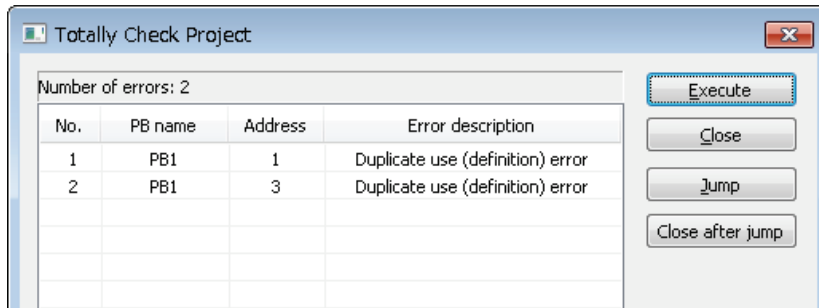 Totally Check Project
Number of errors: 2
Execute
No. PB name Address Error description
Close
1 PB1 1 Duplicate use (definition) error
2 PB1 3 Duplicate use (definition) error
Jump
Close after jump